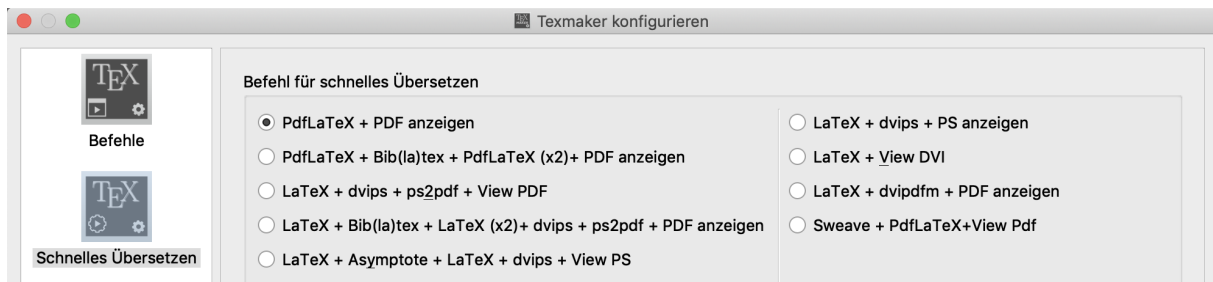 Texmaker konfigurieren
TEX
Befehle
TEX
Schnelles Übersetzen
Befehl für schnelles Übersetzen
PdfLaTeX + PDF anzeigen
PdfLaTeX + Bib(la)tex + PdfLaTeX (x2)+ PDF anzeigen
LaTeX + dvips + ps2pdf + View PDF
LaTeX + Bib(la)tex + LaTeX (x2)+ dvips + ps2pdf + PDF anzeigen
LaTeX + Asymptote + LaTeX + dvips + View PS
LaTeX + dvips + PS anzeigen
LaTeX + View DVI
LaTeX + dvipdfm + PDF anzeigen
Sweave + PdfLaTeX+View Pdf